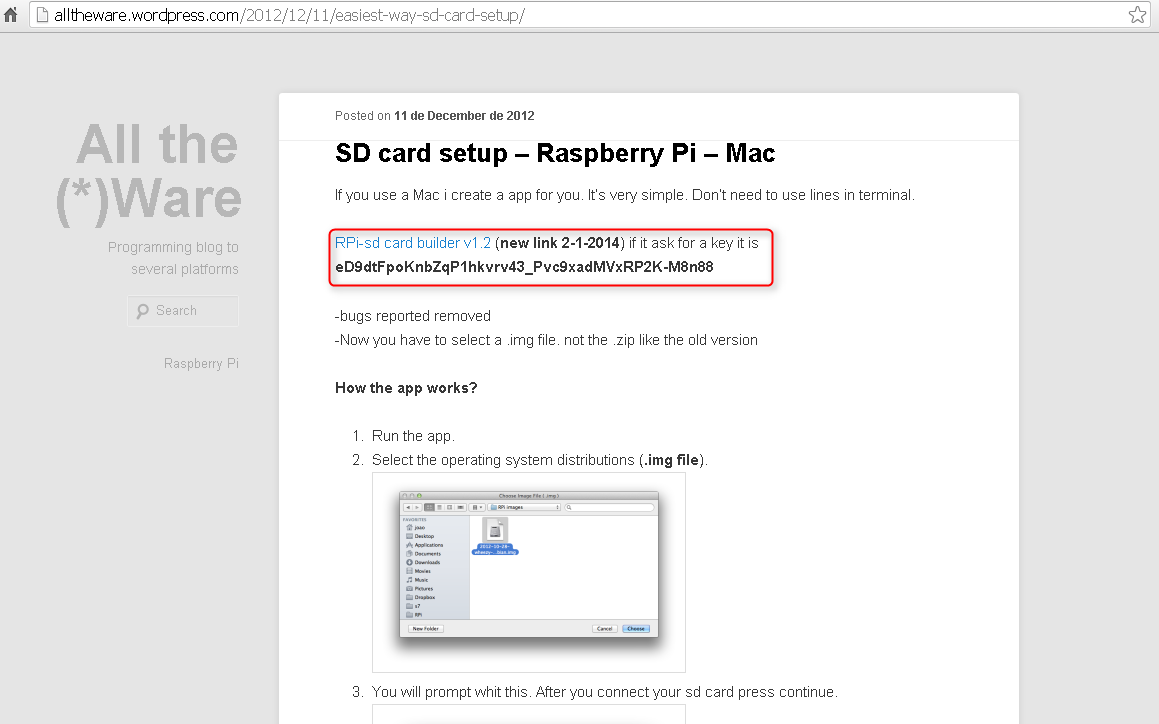 alltheware.wordpress.com/2012/12/11/easiest-way-sd-card-setup/
All the
(*)Ware
Programming blog to
several platforms
Search
Raspberry Pi
Posted on 11 de December de 2012
SD card setup – Raspberry Pi – Mac
If you use a Mac i create a app for you. It's very simple. Don't need to use lines in terminal.
RPi-sd card builder v1.2 (new link 2-1-2014) if it ask for a key it is
eD9dtFpoKnbZqP1hkvrv43_Pvc9xadMVxRP2K-M8n88
-bugs reported removed
-Now you have to select a .img file. not the .zip like the old version
How the app works?
1. Run the app.
2. Select the operating system distributions (.img file).
Choose Image File ( .img )
RPi images
FAVORITES
joao
Desktop
Applications
Documents
Downloads
Movies
Music
Pictures
Dropbox
s7
RPi
2012-10-28-
wheezy-...bian.img
New Folder
Cancel
Choose
3. You will prompt whit this. After you connect your sd card press continue.